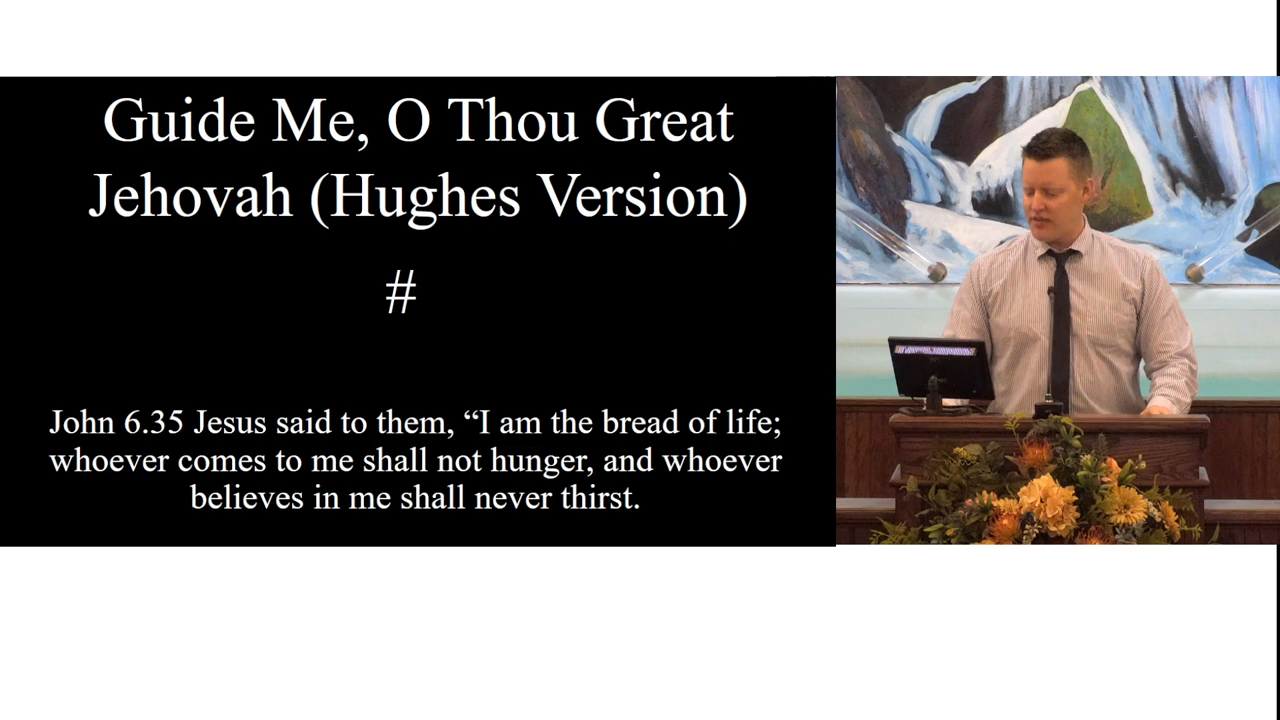 Guide Me, O Thou Great
Jehovah (Hughes Version)
#
John 6.35 Jesus said to them, “I am the bread of life;
whoever comes to me shall not hunger, and whoever
believes in me shall never thirst.